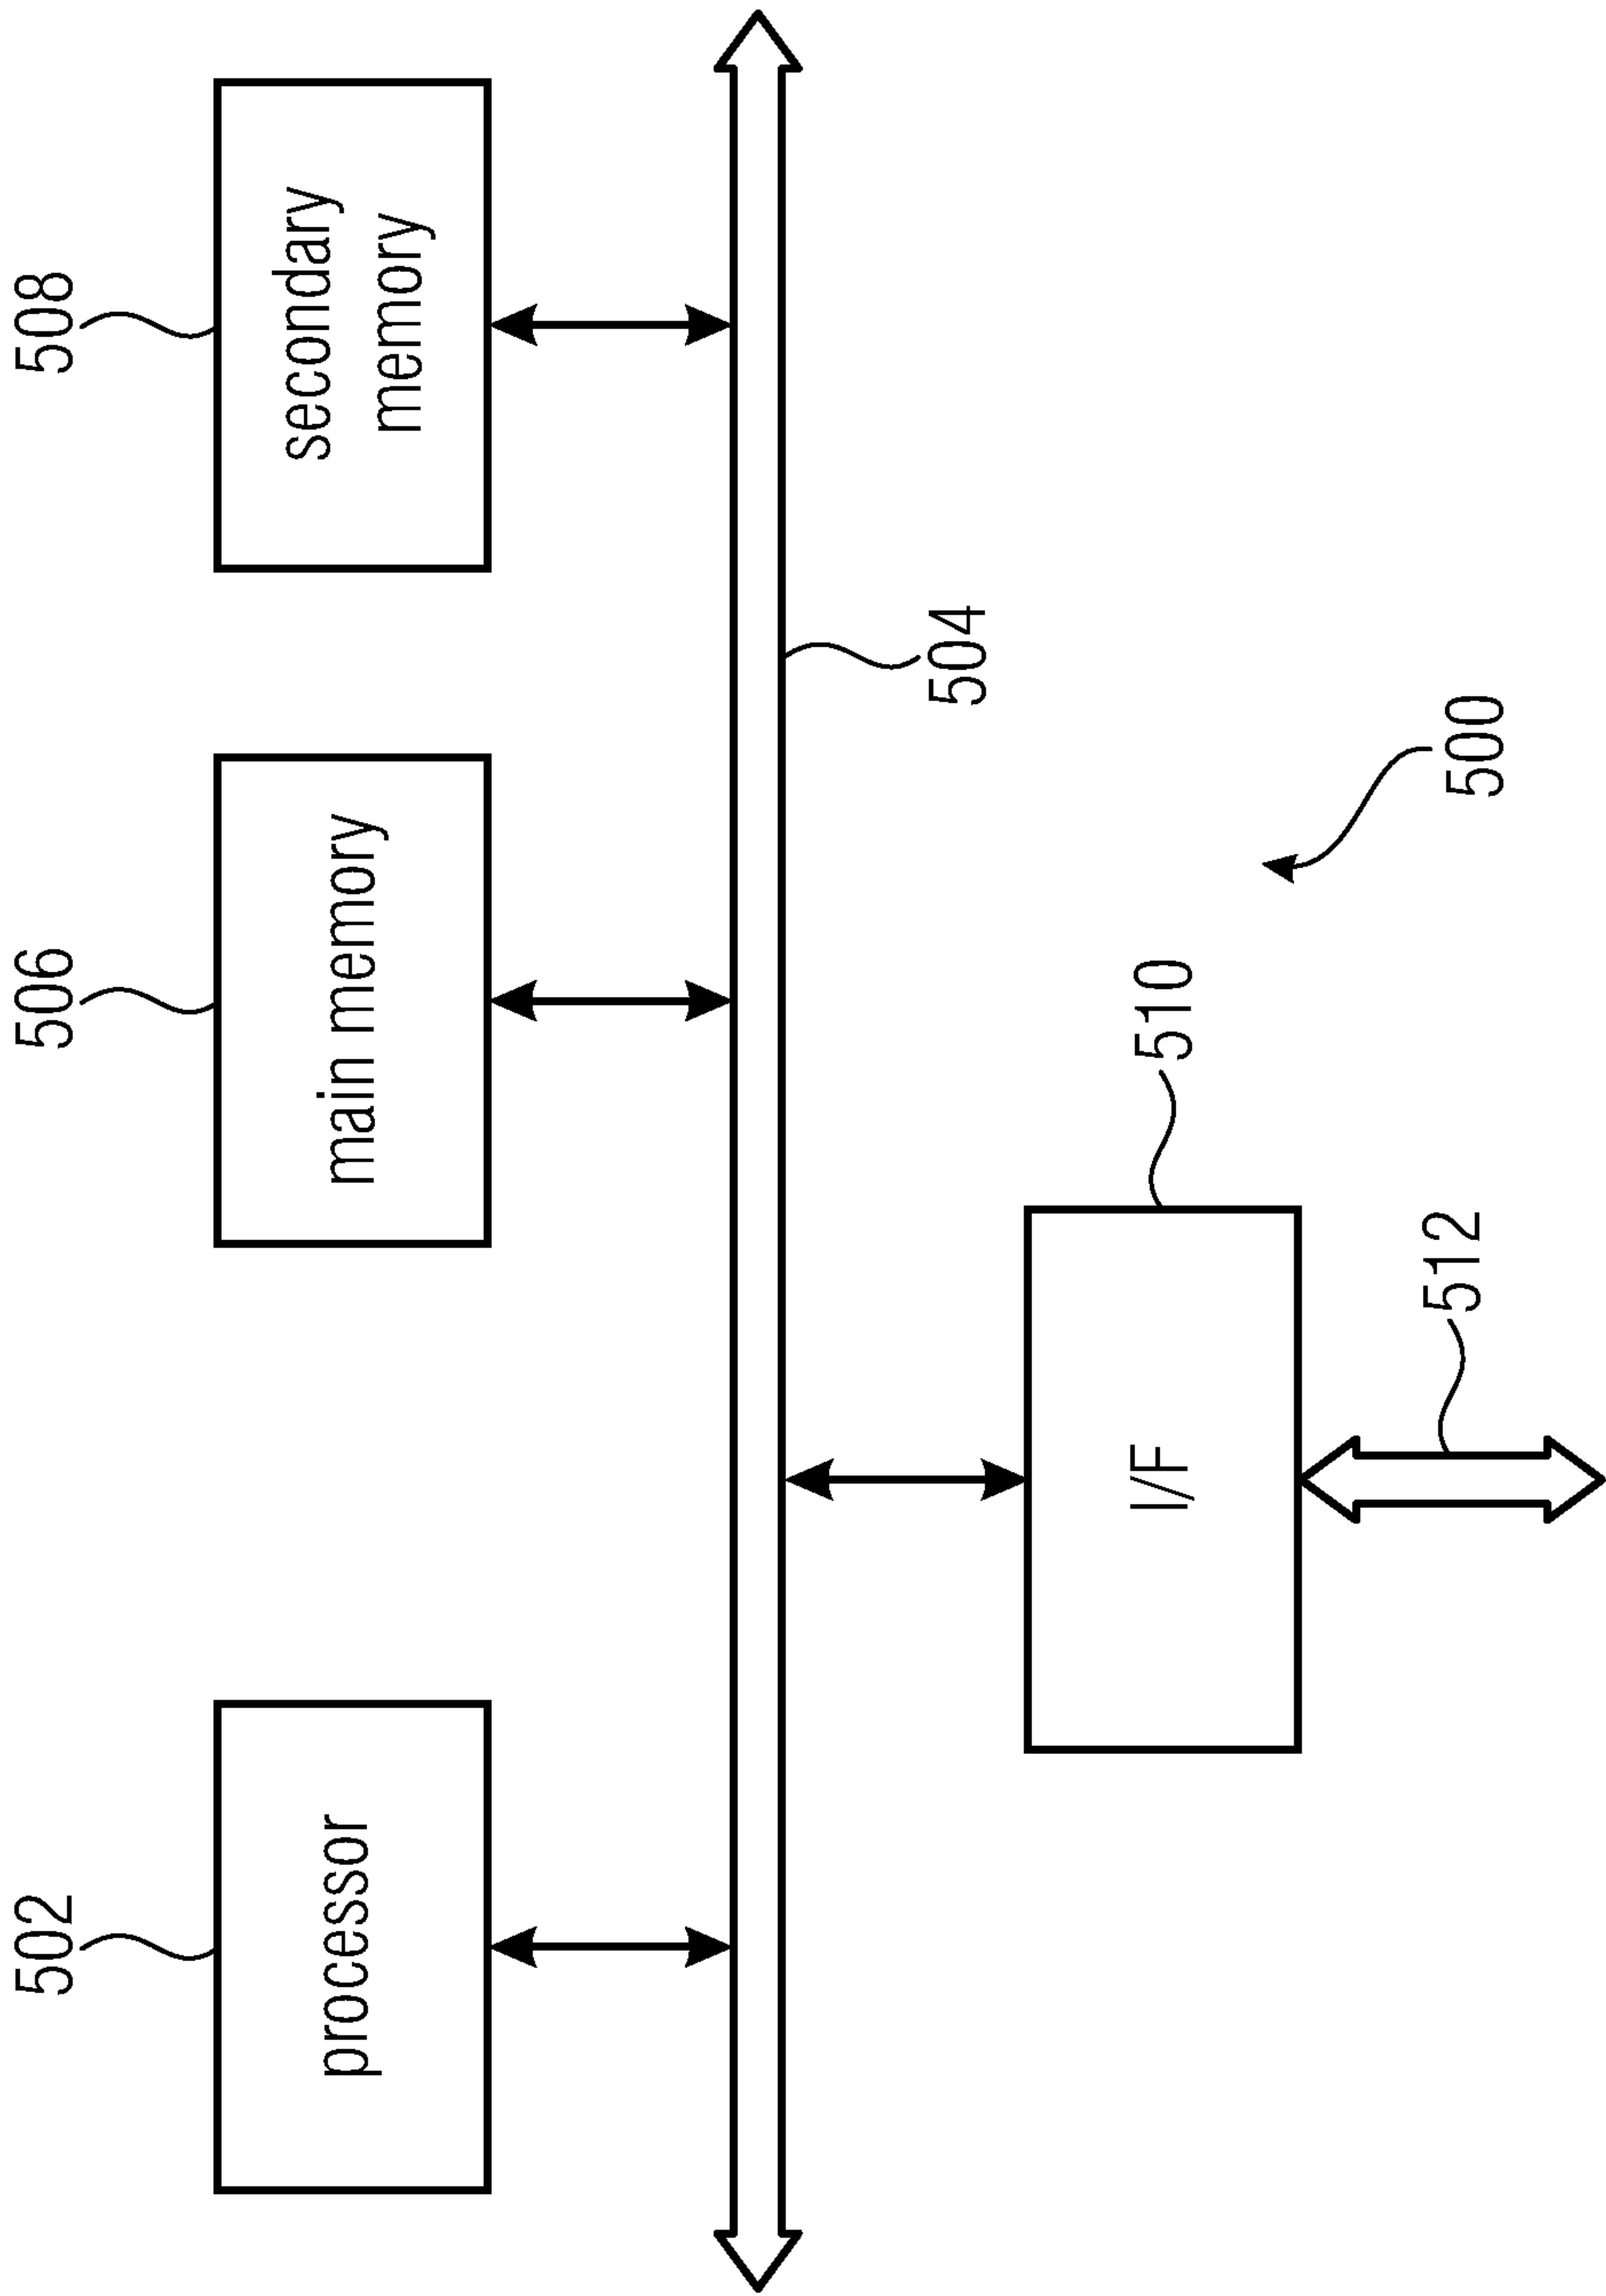 502
506
508
processor
main memory
secondary
memory
504
I/F
510
512
500